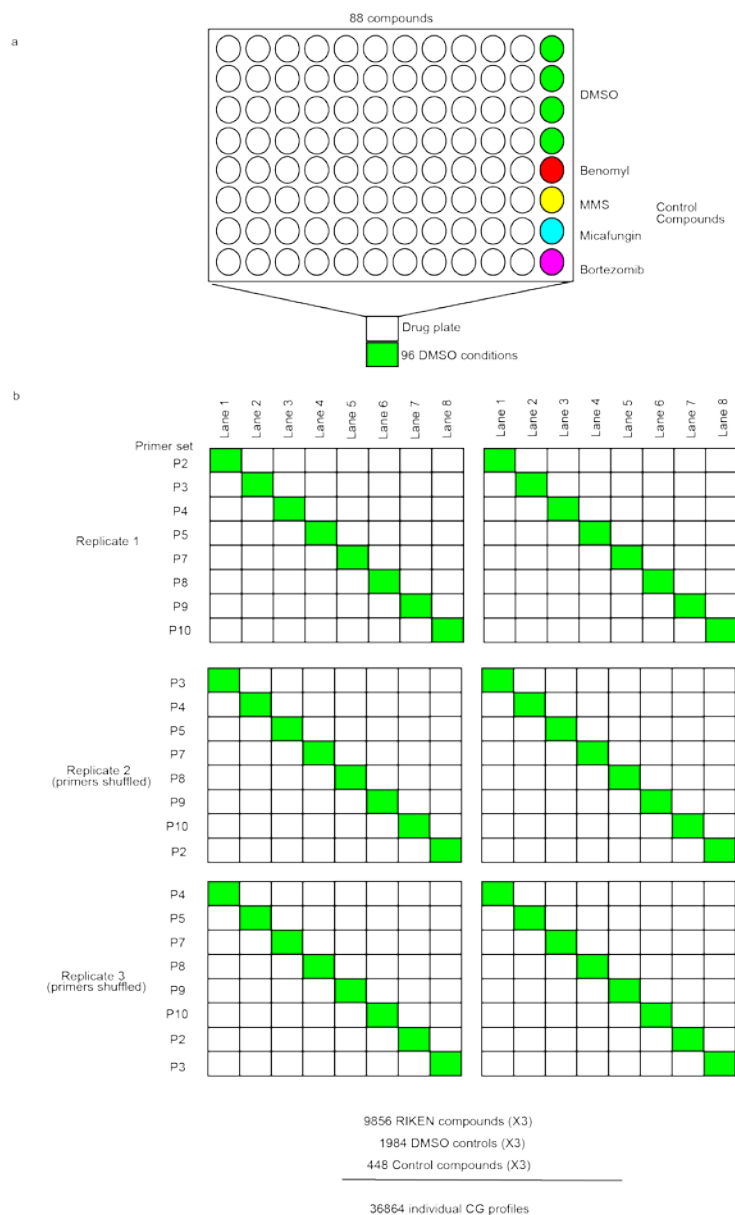 88 compounds
a
DMSO
Benomyl
MMS
Control
Compounds
Micafungin
Bortezomib
Drug plate
96 DMSO conditions
b
Lane 1 Lane 2 Lane 3 Lane 4 Lane 5 Lane 6 Lane 7 Lane 8 Lane 1 Lane 2 Lane 3 Lane 4 Lane 5 Lane 6 Lane 7 Lane 8
Primer set
P2
P3
P4
P5
Replicate 1
P7
P8
P9
P10
P3
P4
P5
P7
Replicate 2
(primers shuffled)
P8
P9
P10
P2
P4
P5
P7
P8
Replicate 3
(primers shuffled)
P9
P10
P2
P3
9856 RIKEN compounds (X3)
1984 DMSO controls (X3)
448 Control compounds (X3)
36864 individual CG profiles